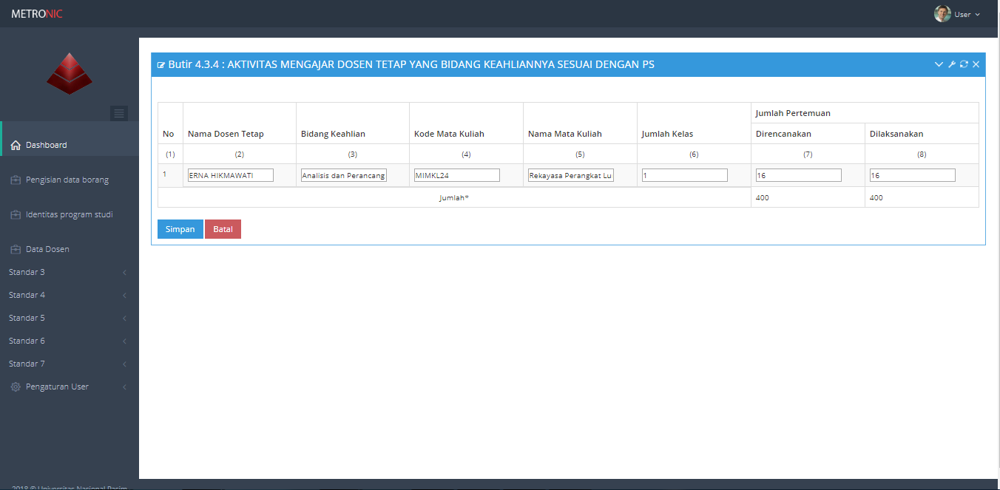 METRONIC
User
Dashboard
Pengisian data borang
Identitas program studi
Data Dosen
Standar 3
Standar 4
Standar 5
Standar 6
Standar 7
Pengaturan User
2018 © Universitas Nasional Pasim
Butir 4.3.4 : AKTIVITAS MENGAJAR DOSEN TETAP YANG BIDANG KEAHLIANNYA SESUAI DENGAN PS
Jumlah Pertemuan
No Nama Dosen Tetap Bidang Keahlian Kode Mata Kuliah Nama Mata Kuliah Jumlah Kelas Direncanakan Dilaksanakan
(1) (2) (3) (4) (5) (6) (7) (8)
1 ERNA HIKMAWATI Analisis dan Perancang MIMKL24 Rekayasa Perangkat Lu 1 16 16
Jumlah* 400 400
Simpan Batal